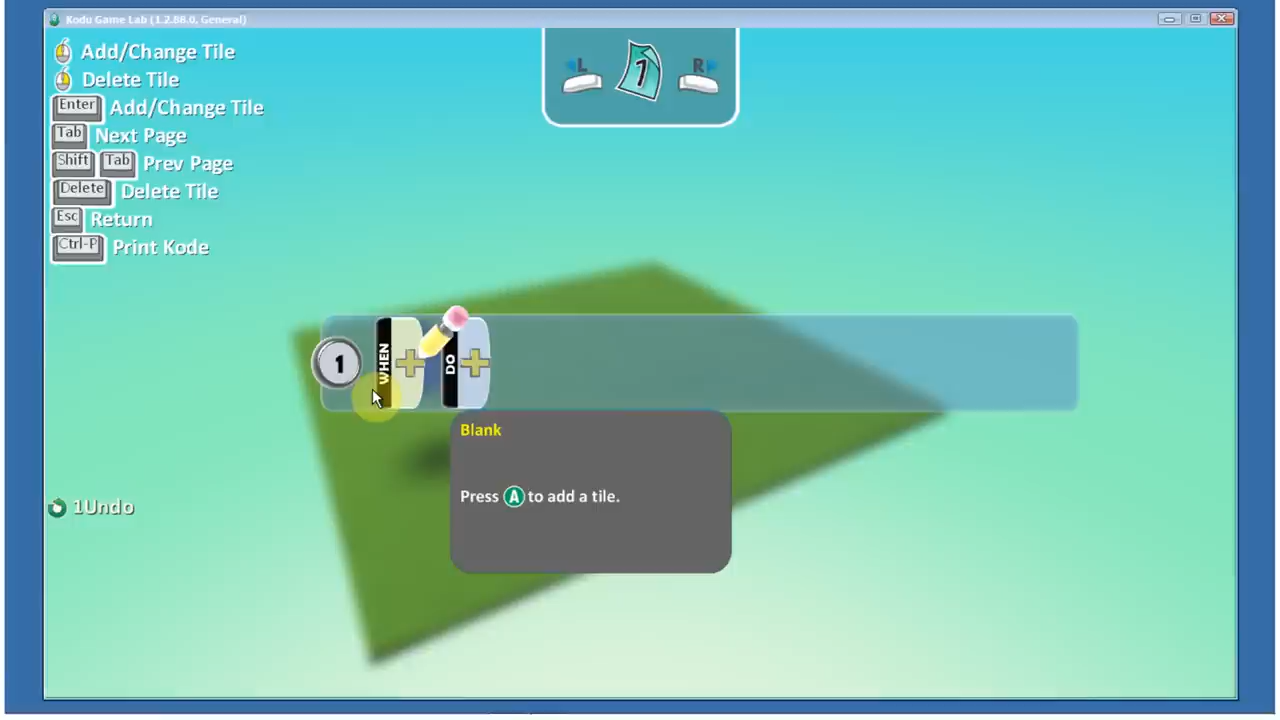 Kodu Game Lab (1.2.88.0, General)
Add/Change Tile
Delete Tile
Enter Add/Change Tile
Tab Next Page
Shift Tab Prev Page
Delete Delete Tile
Esc Return
Ctrl-P Print Kode
L 1 R
1 WHEN DO
Blank
Press A to add a tile.
1Undo